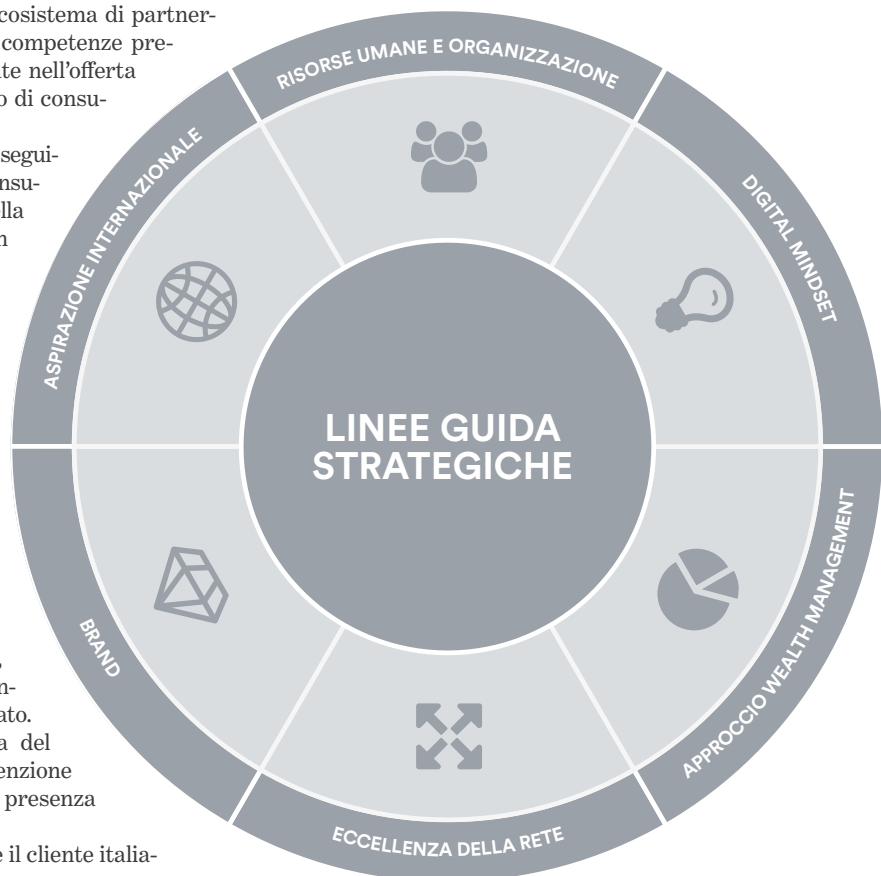 cosistema di partner-
competenze pre-
te nell'offerta
o di consu-
segui-
nsu-
lla
n
RISORSE UMANE E ORGANIZZAZIONE
ASPIRAZIONE INTERNAZIONALE
DIGITAL MINDSET
LINEE GUIDA
STRATEGICHE
BRAND
APPROCCIO WEALTH MANAGEMENT
ECCELLENZA DELLA RETE
,
n-
ato.
a del
enzione
presenza
e il cliente italia-